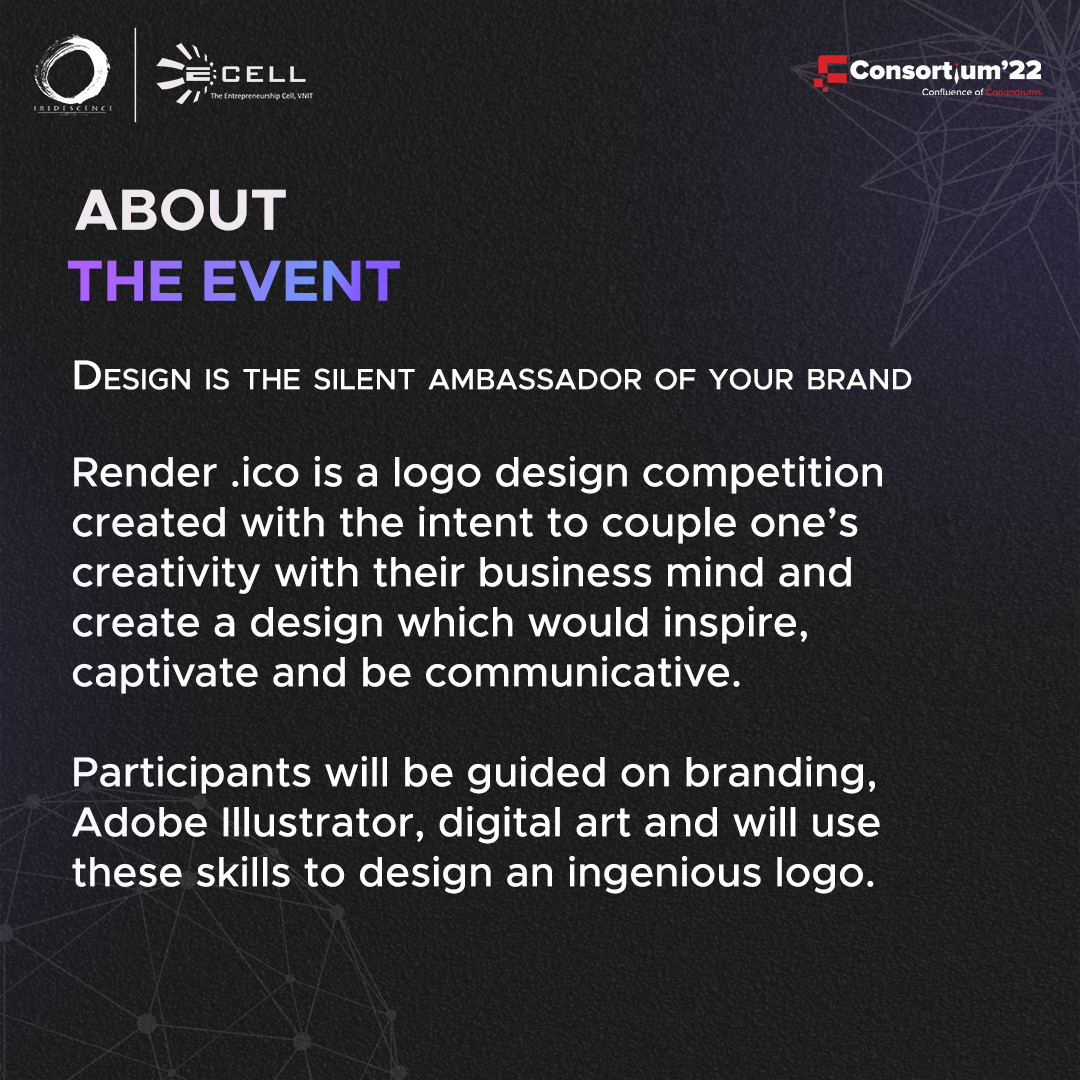 IRIDESCENCE
E-CELL
The Entrepreneurship Cell, VNIT
Consortium'22
Confluence of Conundrums
ABOUT
THE EVENT
DESIGN IS THE SILENT AMBASSADOR OF YOUR BRAND
Render .ico is a logo design competition
created with the intent to couple one’s
creativity with their business mind and
create a design which would inspire,
captivate and be communicative.
Participants will be guided on branding,
Adobe Illustrator, digital art and will use
these skills to design an ingenious logo.